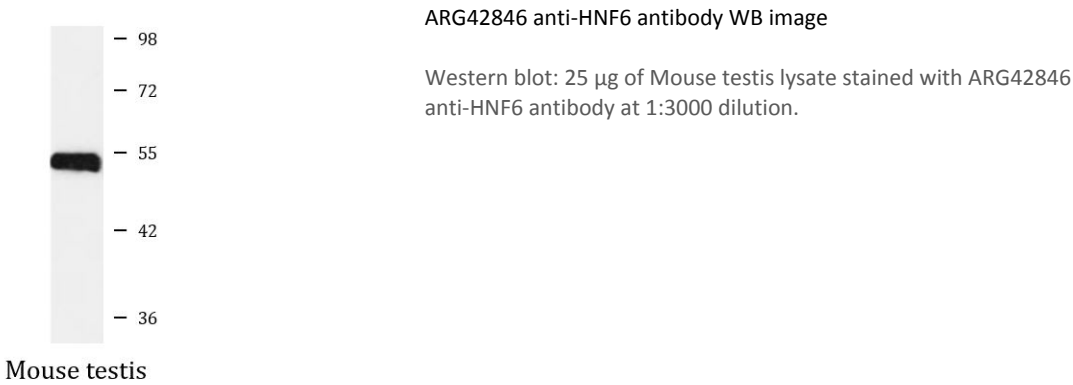 ARG42846 anti-HNF6 antibody WB image
Western blot: 25 µg of Mouse testis lysate stained with ARG42846
anti-HNF6 antibody at 1:3000 dilution.
98
72
55
42
36
Mouse testis